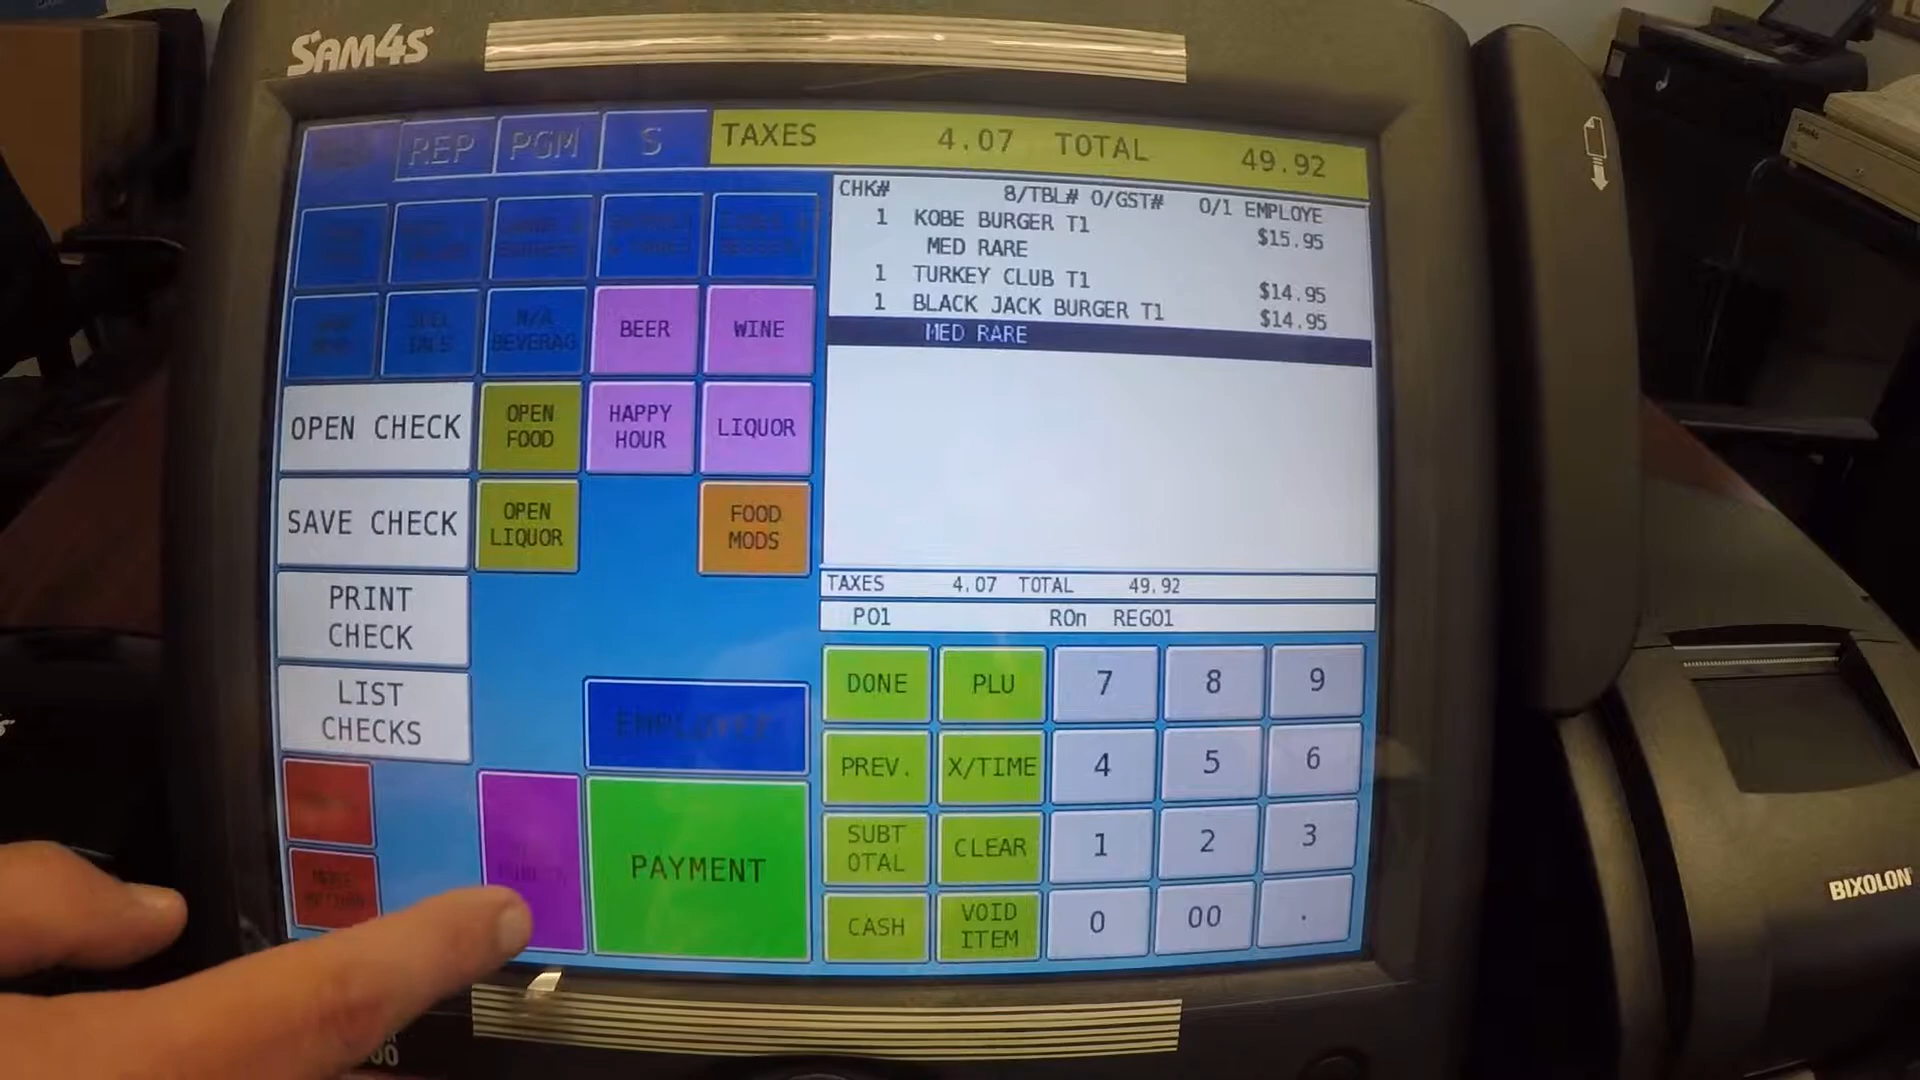 SAM4S
REP
PGM
S
TAXES 4.07 TOTAL 49.92
CHK# 8/TBL# 0/GST# 0/1 EMPLOYE
1 KOBE BURGER T1 $15.95
MED RARE
1 TURKEY CLUB T1 $14.95
1 BLACK JACK BURGER T1 $14.95
MED RARE
N/A
BEVERAG
BEER
WINE
OPEN CHECK
OPEN
FOOD
HAPPY
HOUR
LIQUOR
SAVE CHECK
OPEN
LIQUOR
FOOD
MODS
PRINT
CHECK
LIST
CHECKS
EMPLOYEE
PAYMENT
TAXES 4.07 TOTAL 49.92
P01 R0n REG01
DONE
PLU
7
8
9
PREV.
X/TIME
4
5
6
SUBT
OTAL
CLEAR
1
2
3
CASH
VOID
ITEM
0
00
.
BIXOLON